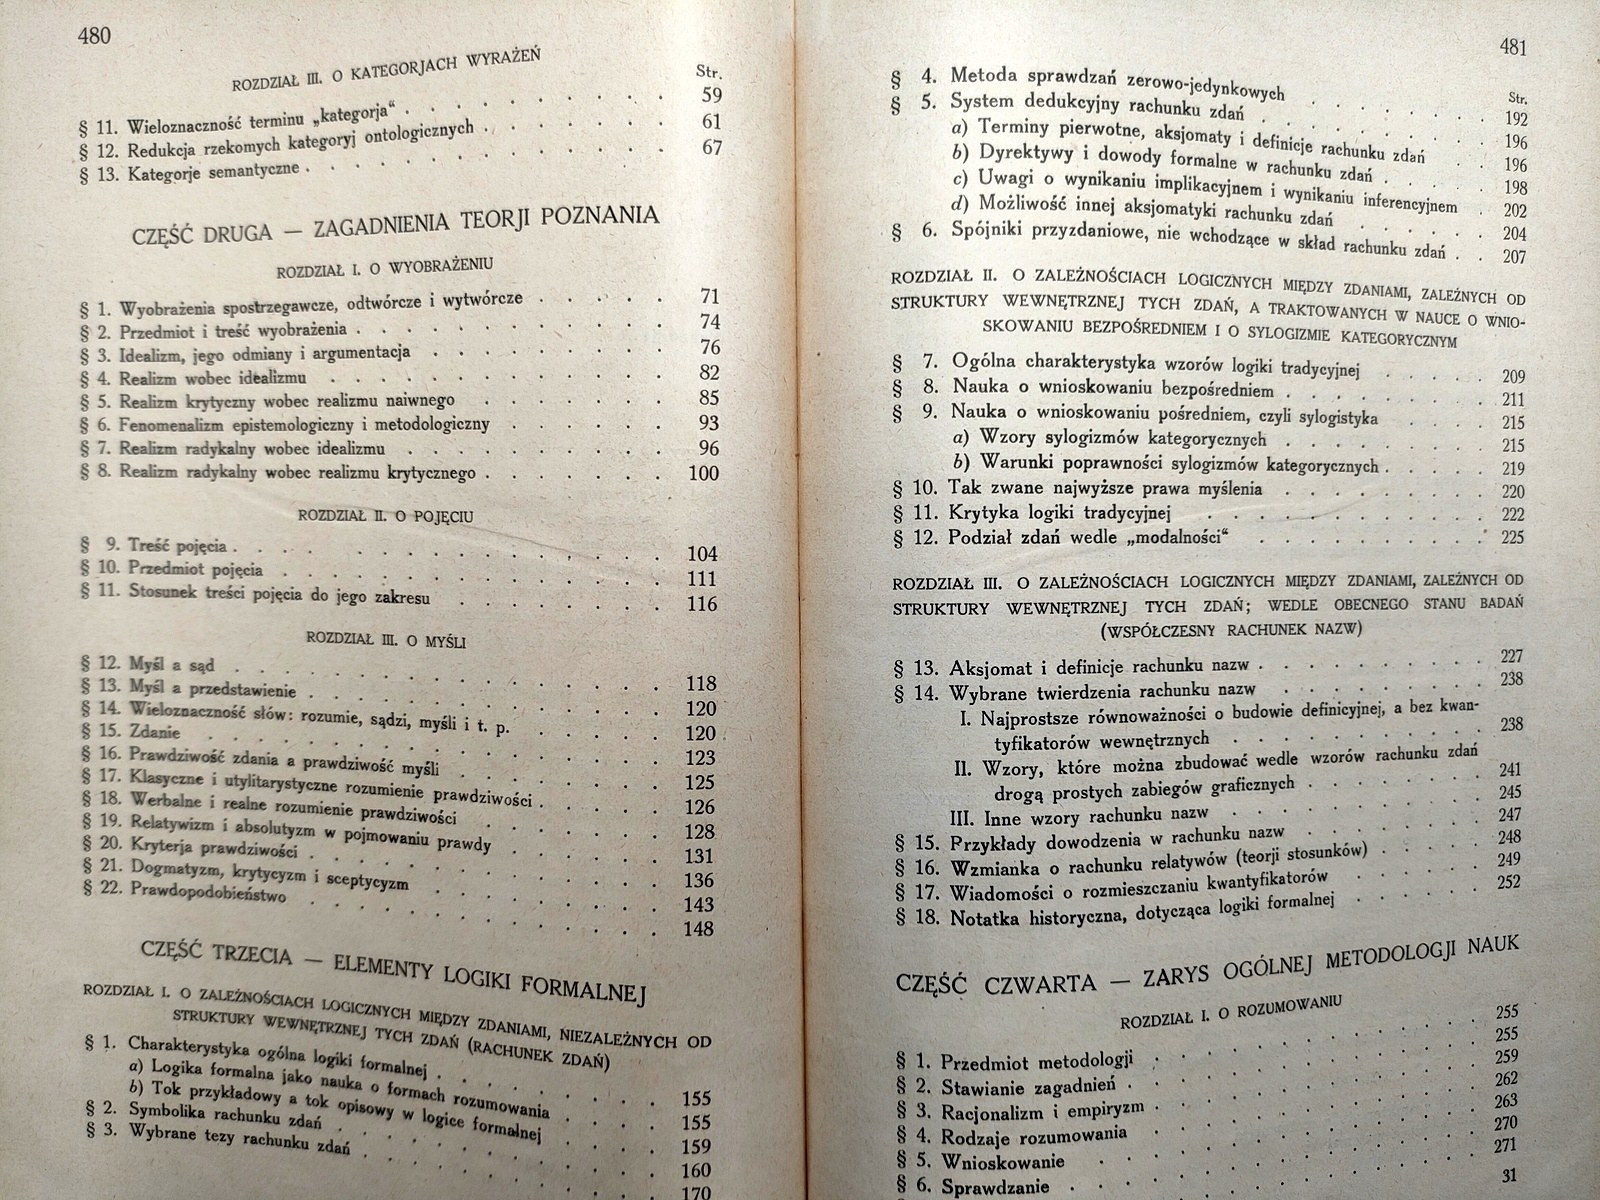 480
ROZDZIAŁ III. O KATEGORJACH WYRAŻEŃ
Str.
§ 11. Wieloznaczność terminu „kategorja“ 59
§ 12. Redukcja rzekomych kategoryj ontologicznych 61
§ 13. Kategorje semantyczne 67
CZĘŚĆ DRUGA — ZAGADNIENIA TEORJI POZNANIA
ROZDZIAŁ I. O WYOBRAŻENIU
§ 1. Wyobrażenia spostrzegawcze, odtwórcze i wytwórcze 71
§ 2. Przedmiot i treść wyobrażenia 74
§ 3. Idealizm, jego odmiany i argumentacja 76
§ 4. Realizm wobec idealizmu 82
§ 5. Realizm krytyczny wobec realizmu naiwnego 85
§ 6. Fenomenalizm epistemologiczny i metodologiczny 93
§ 7. Realizm radykalny wobec idealizmu 96
§ 8. Realizm radykalny wobec realizmu krytycznego 100
ROZDZIAŁ II. O POJĘCIU
§ 9. Treść pojęcia 104
§ 10. Przedmiot pojęcia 111
§ 11. Stosunek treści pojęcia do jego zakresu 116
ROZDZIAŁ III. O MYŚLI
§ 12. Myśl a sąd 118
§ 13. Myśl a przedstawienie 120
§ 14. Wieloznaczność słów: rozumie, sądzi, myśli i t. p. 120
§ 15. Zdanie 123
§ 16. Prawdziwość zdania a prawdziwość myśli 125
§ 17. Klasyczne i utylitarystyczne rozumienie prawdziwości 126
§ 18. Werbalne i realne rozumienie prawdziwości 128
§ 19. Relatywizm i absolutyzm w pojmowaniu prawdy 131
§ 20. Kryterja prawdziwości 136
§ 21. Dogmatyzm, krytycyzm i sceptycyzm 143
§ 22. Prawdopodobieństwo 148
CZĘŚĆ TRZECIA — ELEMENTY LOGIKI FORMALNEJ
ROZDZIAŁ I. O ZALEŻNOŚCIACH LOGICZNYCH MIĘDZY ZDANIAMI, NIEZALEŻNYCH OD
STRUKTURY WEWNĘTRZNEJ TYCH ZDAŃ (RACHUNEK ZDAŃ)
§ 1. Charakterystyka ogólna logiki formalnej 155
a) Logika formalna jako nauka o formach rozumowania 155
b) Tok przykładowy a tok opisowy w logice formalnej 159
§ 2. Symbolika rachunku zdań 160
§ 3. Wybrane tezy rachunku zdań 170
481
Str.
§ 4. Metoda sprawdzań zerowo-jedynkowych 192
§ 5. System dedukcyjny rachunku zdań 196
a) Terminy pierwotne, aksjomaty i definicje rachunku zdań 196
b) Dyrektywy i dowody formalne w rachunku zdań 198
c) Uwagi o wynikaniu implikacyjnem i wynikaniu inferencyjnem 202
d) Możliwość innej aksjomatyki rachunku zdań 204
§ 6. Spójniki przyzdaniowe, nie wchodzące w skład rachunku zdań 207
ROZDZIAŁ II. O ZALEŻNOŚCIACH LOGICZNYCH MIĘDZY ZDANIAMI, ZALEŻNYCH OD
STRUKTURY WEWNĘTRZNEJ TYCH ZDAŃ, A TRAKTOWANYCH W NAUCE O WNIO-
SKOWANIU BEZPOŚREDNIEM I O SYLOGIZMIE KATEGORYCZNYM
§ 7. Ogólna charakterystyka wzorów logiki tradycyjnej 209
§ 8. Nauka o wnioskowaniu bezpośredniem 211
§ 9. Nauka o wnioskowaniu pośredniem, czyli sylogistyka 215
a) Wzory sylogizmów kategorycznych 215
b) Warunki poprawności sylogizmów kategorycznych 219
§ 10. Tak zwane najwyższe prawa myślenia 220
§ 11. Krytyka logiki tradycyjnej 222
§ 12. Podział zdań wedle „modalności“ 225
ROZDZIAŁ III. O ZALEŻNOŚCIACH LOGICZNYCH MIĘDZY ZDANIAMI, ZALEŻNYCH OD
STRUKTURY WEWNĘTRZNEJ TYCH ZDAŃ; WEDLE OBECNEGO STANU BADAŃ
(WSPÓŁCZESNY RACHUNEK NAZW)
§ 13. Aksjomat i definicje rachunku nazw 227
§ 14. Wybrane twierdzenia rachunku nazw 238
I. Najprostsze równoważności o budowie definicyjnej, a bez kwan-
tyfikatorów wewnętrznych 238
II. Wzory, które można zbudować wedle wzorów rachunku zdań
drogą prostych zabiegów graficznych 241
III. Inne wzory rachunku nazw 245
§ 15. Przykłady dowodzenia w rachunku nazw 247
§ 16. Wzmianka o rachunku relatywów (teorji stosunków) 248
§ 17. Wiadomości o rozmieszczaniu kwantyfikatorów 249
§ 18. Notatka historyczna, dotycząca logiki formalnej 252
CZĘŚĆ CZWARTA — ZARYS OGÓLNEJ METODOLOGJI NAUK
ROZDZIAŁ I. O ROZUMOWANIU
§ 1. Przedmiot metodologji 255
§ 2. Stawianie zagadnień 255
§ 3. Racjonalizm i empiryzm 259
§ 4. Rodzaje rozumowania 262
§ 5. Wnioskowanie 263
§ 6. Sprawdzanie 270
271
31